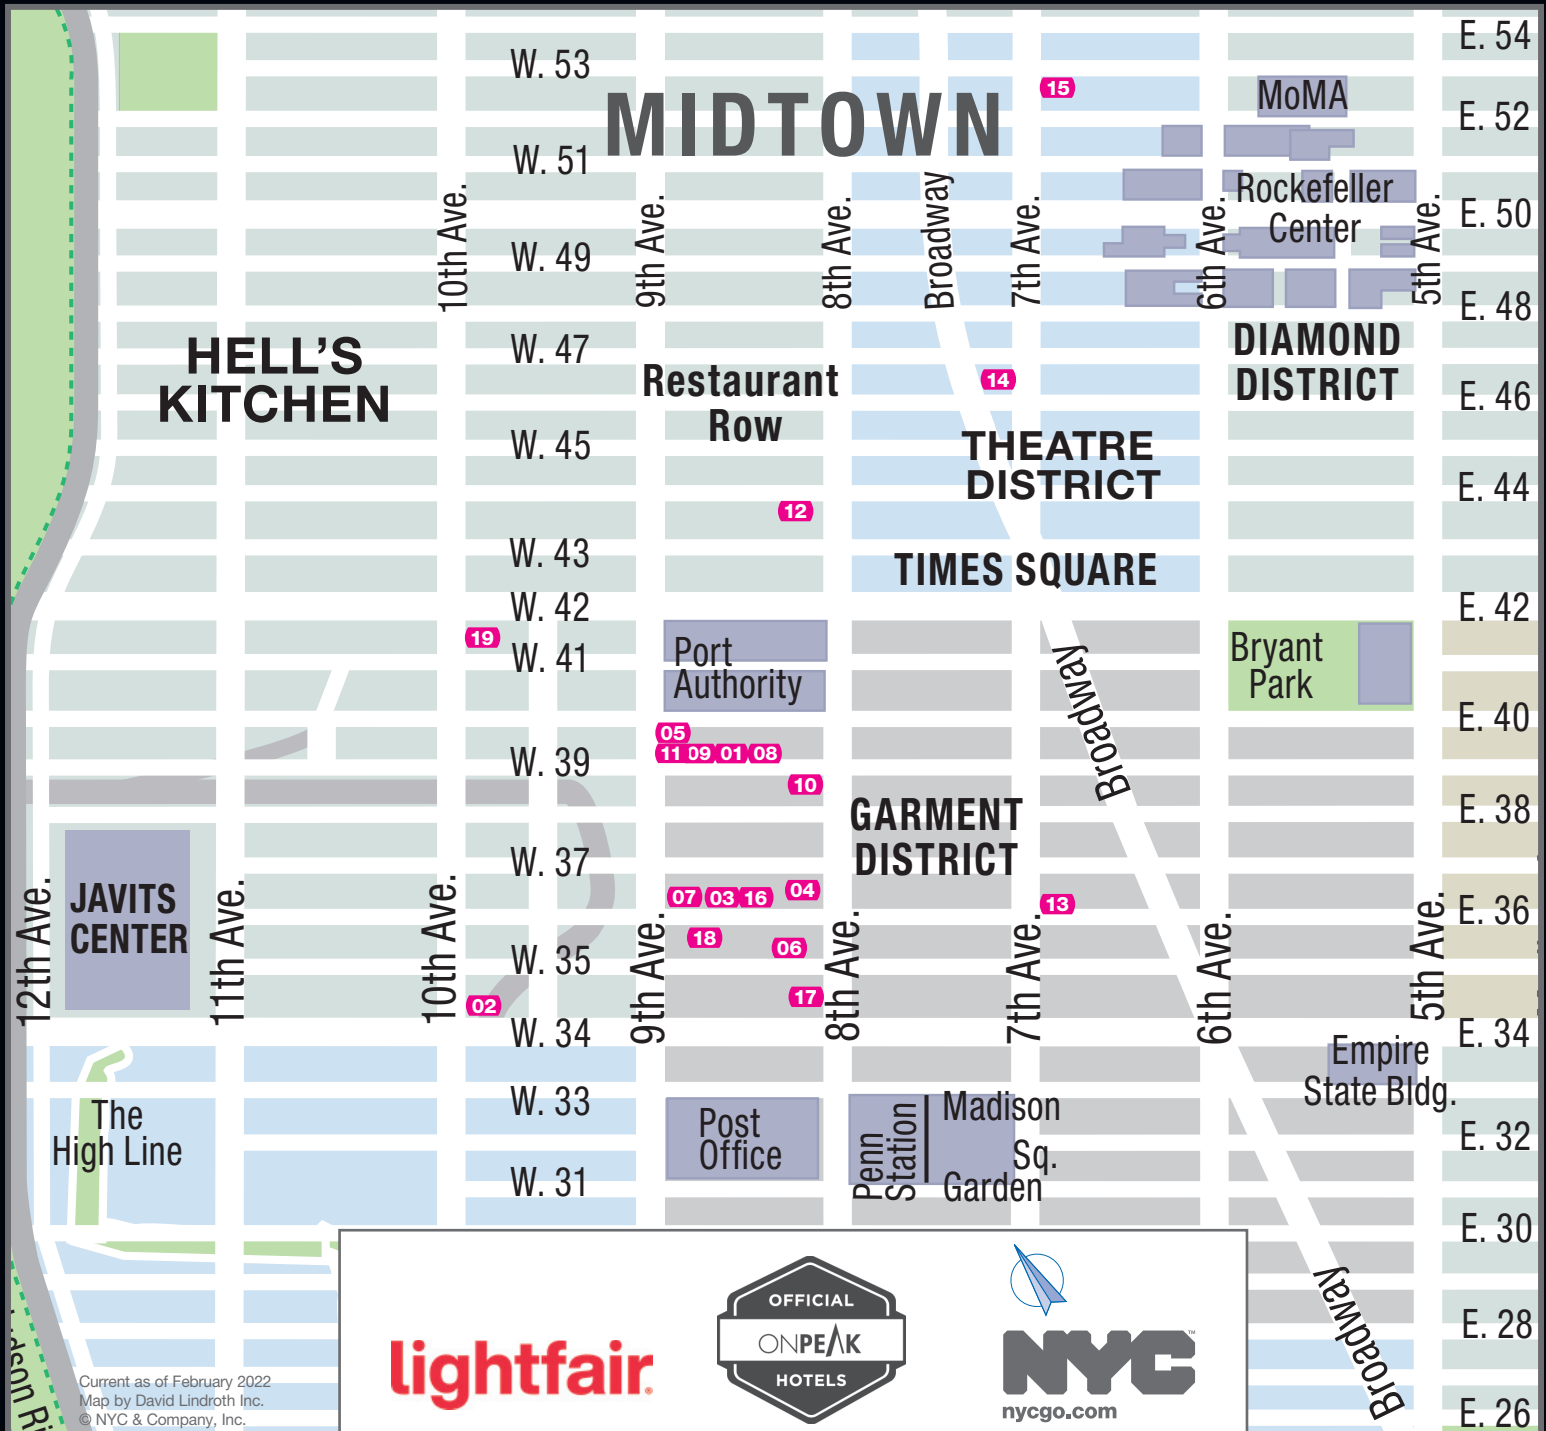 E. 54
W. 53
15
MoMA
MIDTOWN
E. 52
W. 51
Rockefeller
Center
E. 50
10th Ave.
9th Ave.
8th Ave.
Broadway
7th Ave.
6th Ave.
5th Ave.
W. 49
E. 48
HELL'S
KITCHEN
W. 47
DIAMOND
DISTRICT
Restaurant
Row
14
E. 46
W. 45
THEATRE
DISTRICT
E. 44
12
W. 43
TIMES SQUARE
W. 42
E. 42
19
W. 41
Port
Authority
Bryant
Park
Broadway
E. 40
05
11
09
01
08
W. 39
10
GARMENT
DISTRICT
E. 38
W. 37
JAVITS
CENTER
07
03
16
04
13
E. 36
18
06
W. 35
12th Ave.
11th Ave.
10th Ave.
9th Ave.
8th Ave.
7th Ave.
6th Ave.
5th Ave.
02
17
W. 34
E. 34
Empire
State Bldg.
The
High Line
W. 33
Post
Office
Penn
Station
Madison
Sq.
Garden
E. 32
W. 31
E. 30
Broadway
E. 28
E. 26
lightfair
OFFICIAL
ONPEAK
HOTELS
NYC™
nycgo.com
Current as of February 2022
Map by David Lindroth Inc.
© NYC & Company, Inc.